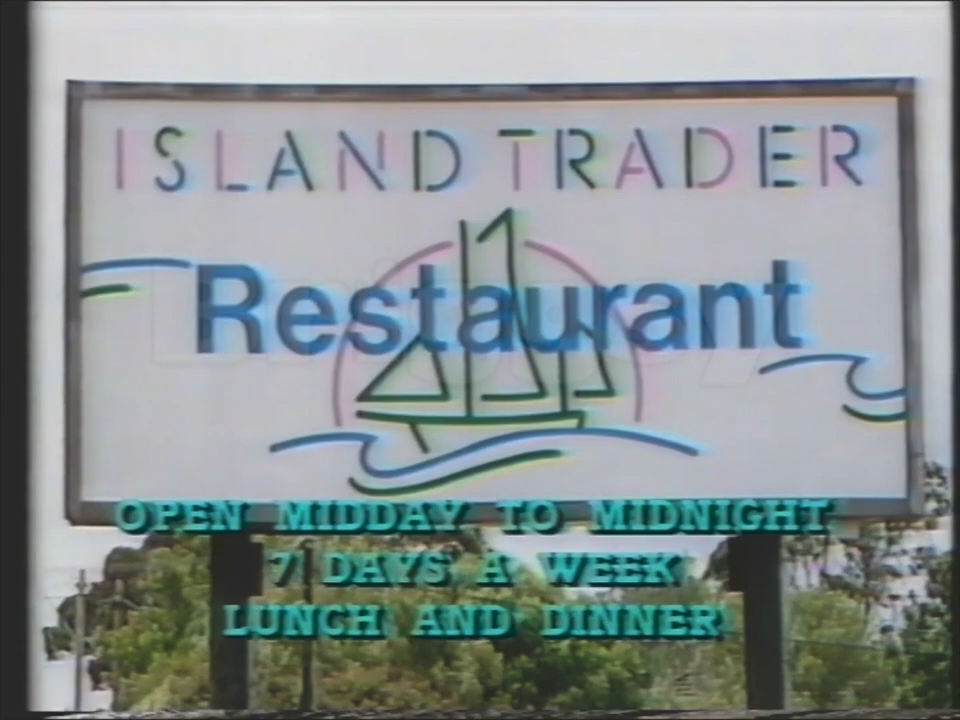 ISLAND TRADER
Restaurant
OPEN MIDDAY TO MIDNIGHT
7 DAYS A WEEK
LUNCH AND DINNER